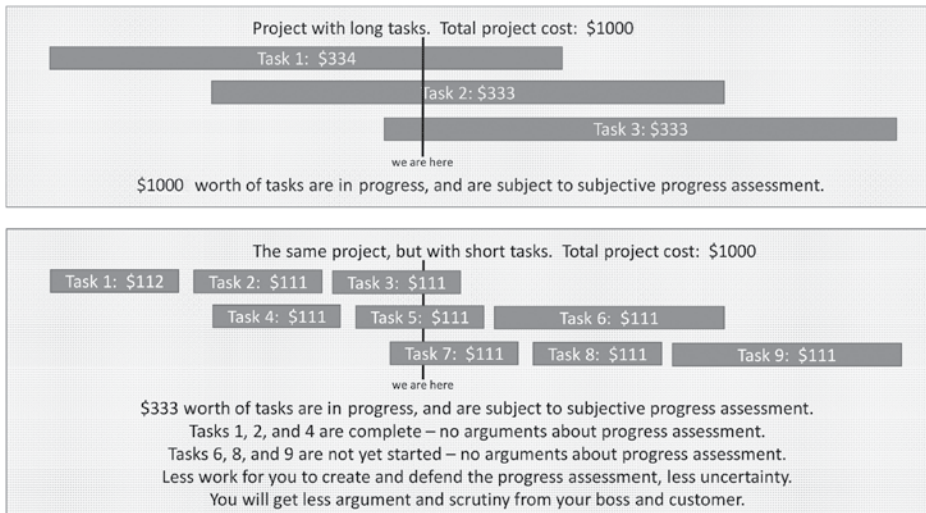 Project with long tasks. Total project cost: $1000
Task 1: $334
Task 2: $333
Task 3: $333
we are here
$1000 worth of tasks are in progress, and are subject to subjective progress assessment.
The same project, but with short tasks. Total project cost: $1000
Task 1: $112 Task 2: $111 Task 3: $111
Task 4: $111 Task 5: $111 Task 6: $111
Task 7: $111 Task 8: $111 Task 9: $111
we are here
$333 worth of tasks are in progress, and are subject to subjective progress assessment.
Tasks 1, 2, and 4 are complete – no arguments about progress assessment.
Tasks 6, 8, and 9 are not yet started – no arguments about progress assessment.
Less work for you to create and defend the progress assessment, less uncertainty.
You will get less argument and scrutiny from your boss and customer.